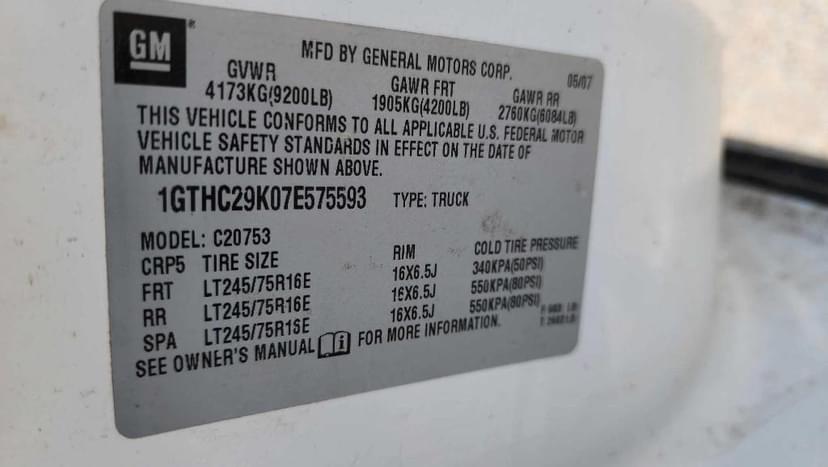 GM
MFD BY GENERAL MOTORS CORP. 05/07
GVWR GAWR FRT GAWR RR
4173KG(9200LB) 1905KG(4200LB) 2760KG(6084LB)
THIS VEHICLE CONFORMS TO ALL APPLICABLE U.S. FEDERAL MOTOR
VEHICLE SAFETY STANDARDS IN EFFECT ON THE DATE OF
MANUFACTURE SHOWN ABOVE.
1GTHC29K07E575593 TYPE: TRUCK
MODEL: C20753
CRP5 TIRE SIZE RIM COLD TIRE PRESSURE
FRT LT245/75R16E 16X6.5J 340KPA(50PSI)
RR LT245/75R16E 16X6.5J 550KPA(80PSI)
SPA LT245/75R16E 16X6.5J 550KPA(80PSI)
SEE OWNER'S MANUAL i FOR MORE INFORMATION.